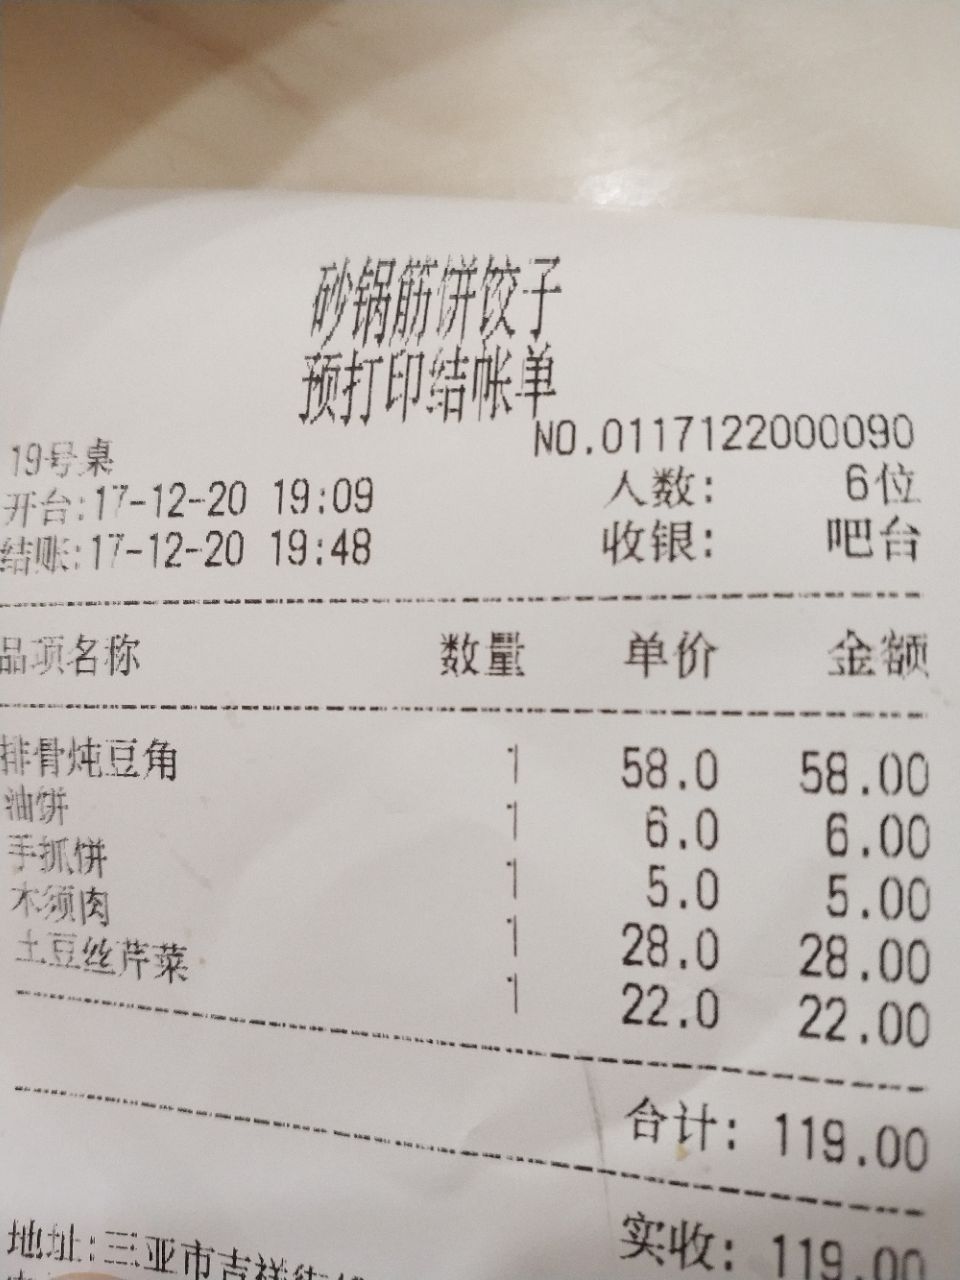 砂锅筋饼饺子
预打印结帐单
NO.0117122000090
19号桌
开台:17-12-20 19:09 人数: 6位
结账:17-12-20 19:48 收银: 吧台
品项名称 数量 单价 金额
排骨炖豆角 1 58.0 58.00
油饼 1 6.0 6.00
手抓饼 1 5.0 5.00
木须肉 1 28.0 28.00
土豆丝芹菜 1 22.0 22.00
合计: 119.00
实收: 119.00
地址:三亚市吉祥街